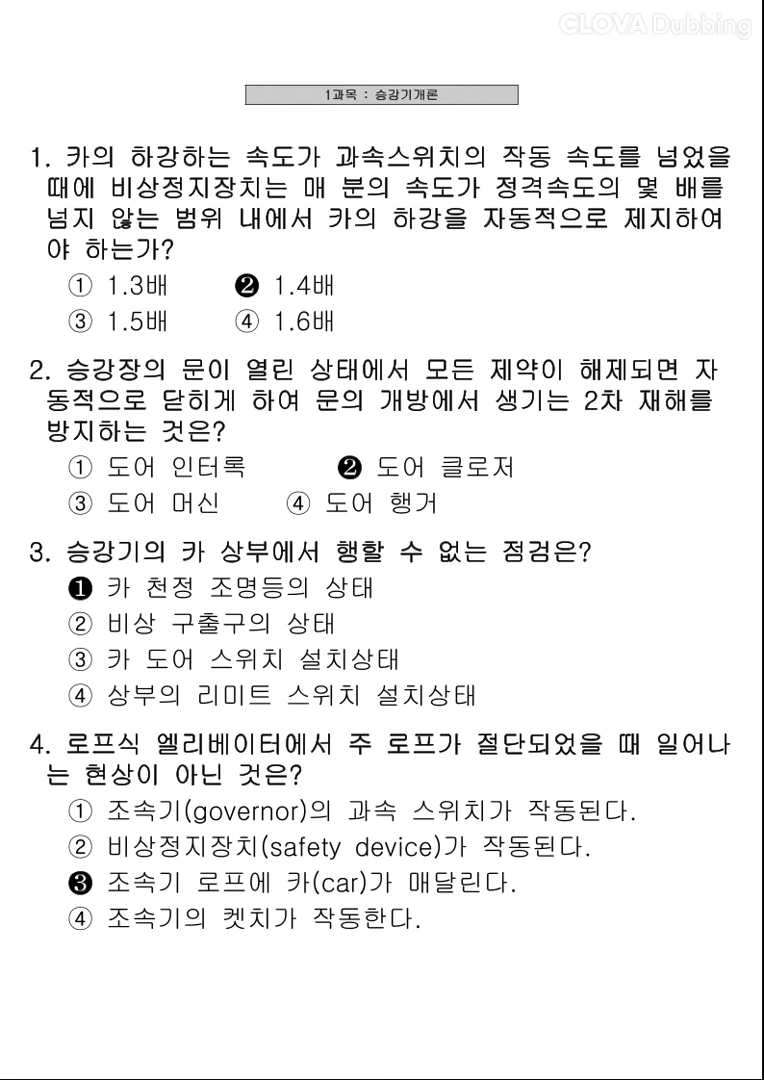 CLOVA Dubbing
1과목 : 승강기개론
1. 카의 하강하는 속도가 과속스위치의 작동 속도를 넘었을
때에 비상정지장치는 매 분의 속도가 정격속도의 몇 배를
넘지 않는 범위 내에서 카의 하강을 자동적으로 제지하여
야 하는가?
① 1.3배 ❷ 1.4배
③ 1.5배 ④ 1.6배
2. 승강장의 문이 열린 상태에서 모든 제약이 해제되면 자
동적으로 닫히게 하여 문의 개방에서 생기는 2차 재해를
방지하는 것은?
① 도어 인터록 ❷ 도어 클로저
③ 도어 머신 ④ 도어 행거
3. 승강기의 카 상부에서 행할 수 없는 점검은?
❶ 카 천정 조명등의 상태
② 비상 구출구의 상태
③ 카 도어 스위치 설치상태
④ 상부의 리미트 스위치 설치상태
4. 로프식 엘리베이터에서 주 로프가 절단되었을 때 일어나
는 현상이 아닌 것은?
① 조속기(governor)의 과속 스위치가 작동된다.
② 비상정지장치(safety device)가 작동된다.
❸ 조속기 로프에 카(car)가 매달린다.
④ 조속기의 켓치가 작동한다.